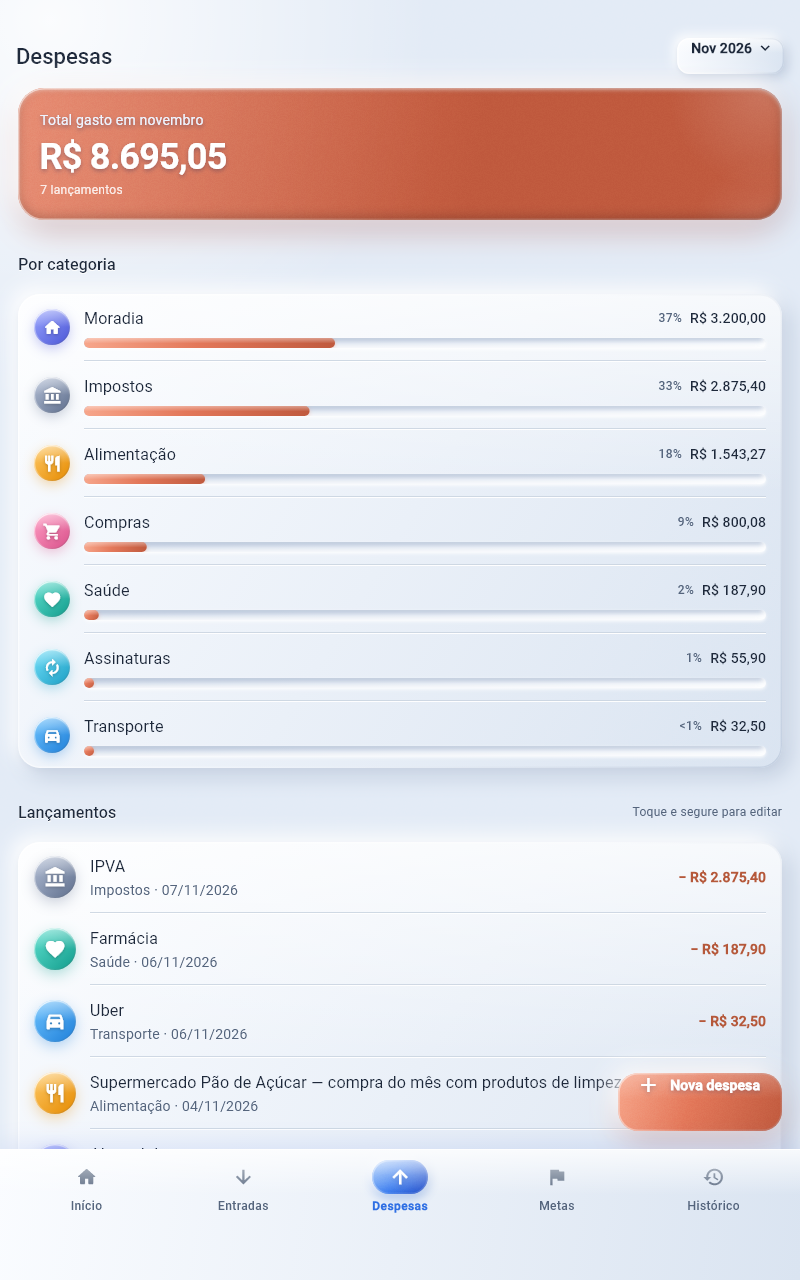 Despesas
Nov 2026
Total gasto em novembro
R$ 8.695,05
7 lançamentos
Por categoria
Moradia
37% R$ 3.200,00
Impostos
33% R$ 2.875,40
Alimentação
18% R$ 1.543,27
Compras
9% R$ 800,08
Saúde
2% R$ 187,90
Assinaturas
1% R$ 55,90
Transporte
<1% R$ 32,50
Lançamentos
Toque e segure para editar
IPVA
Impostos · 07/11/2026
− R$ 2.875,40
Farmácia
Saúde · 06/11/2026
− R$ 187,90
Uber
Transporte · 06/11/2026
− R$ 32,50
Supermercado Pão de Açúcar — compra do mês com produtos de limpez
Alimentação · 04/11/2026
Nova despesa
Início
Entradas
Despesas
Metas
Histórico